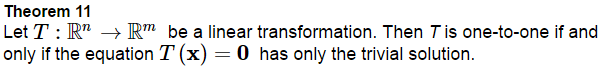 Theorem 11
Let T : ℝⁿ → ℝᵐ be a linear transformation. Then T is one-to-one if and
only if the equation T (x) = 0 has only the trivial solution.